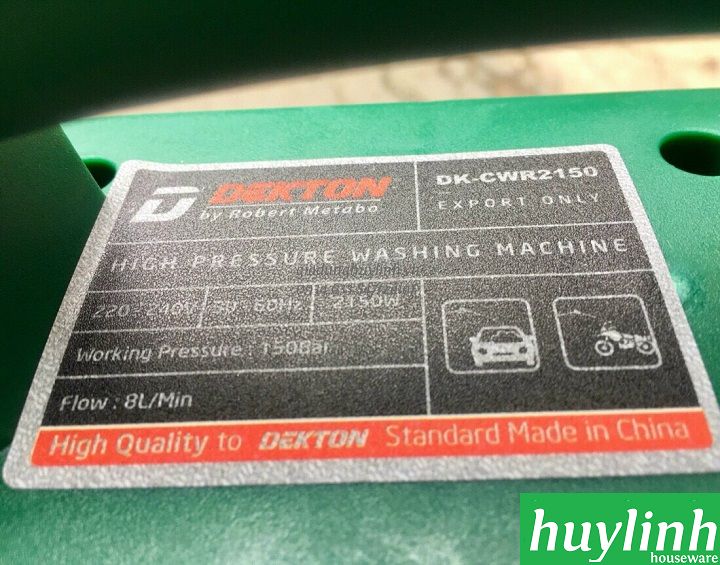 DEKTON
by Robert Metabo
DK-CWR2150
EXPORT ONLY
HIGH PRESSURE WASHING MACHINE
220-240V 50-60Hz 2150W
Working Pressure : 150Bar
Flow : 8L/Min
High Quality to DEKTON Standard Made in China
huylinh
houseware